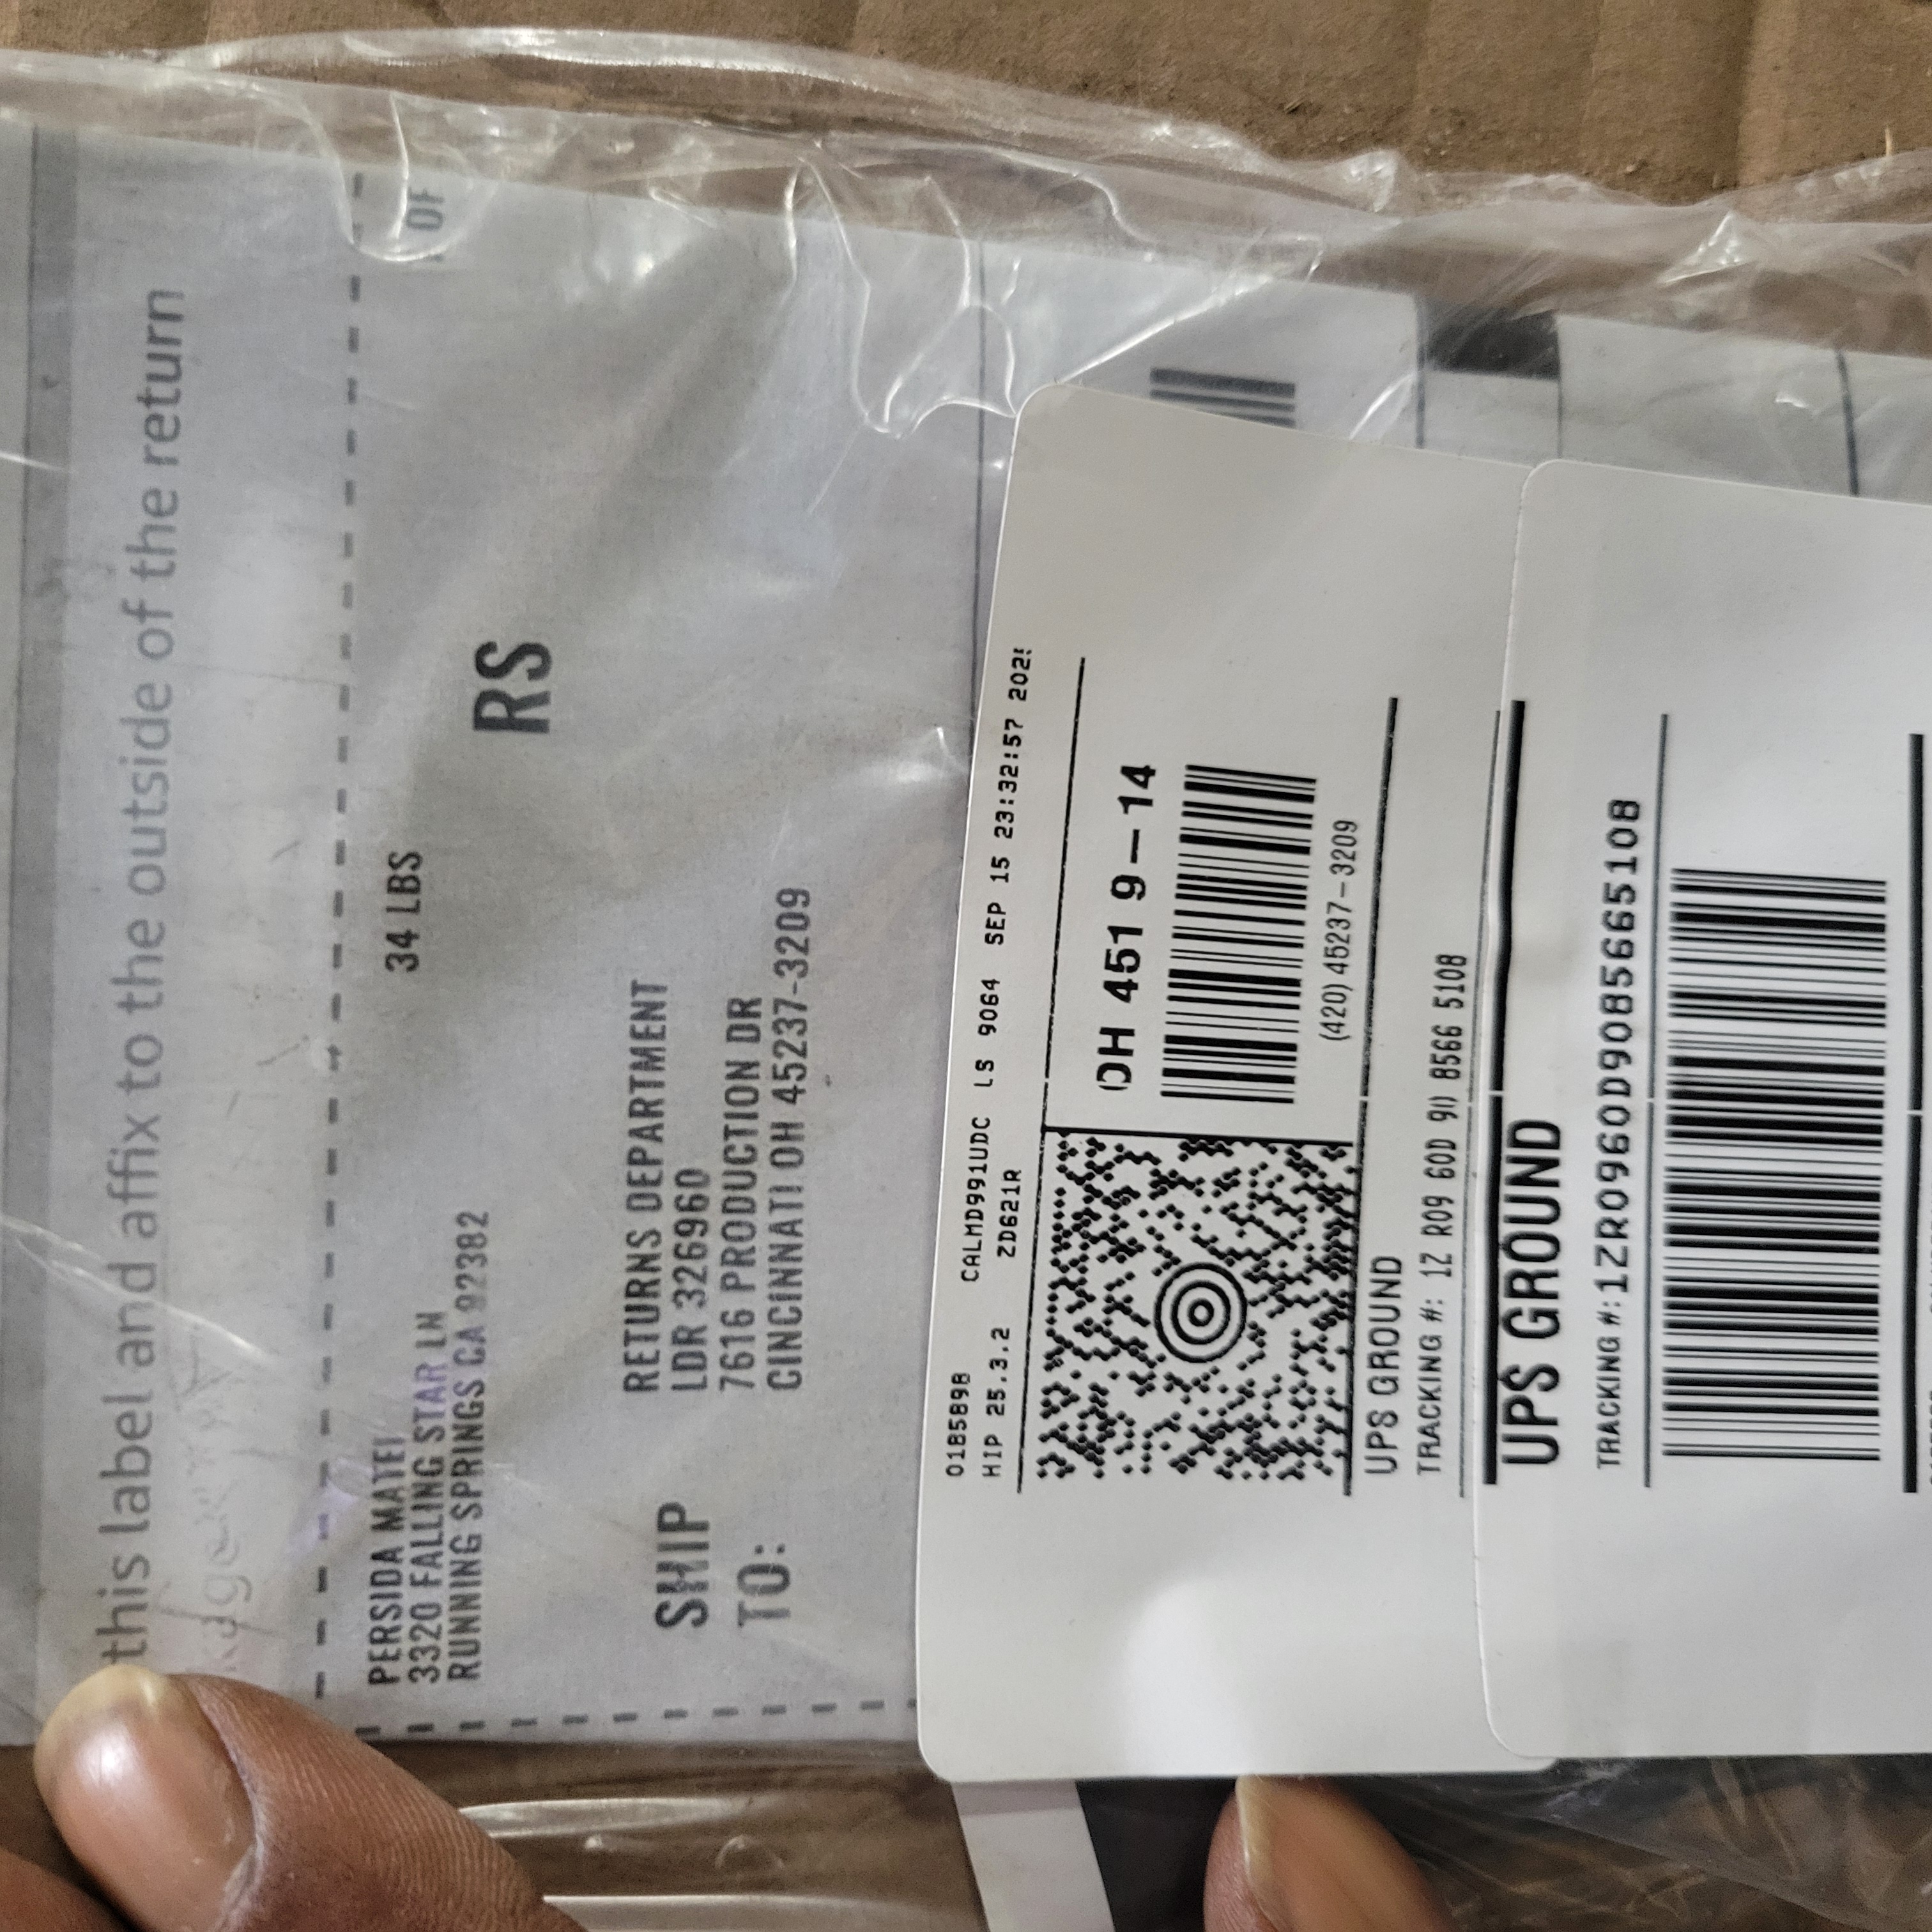 this label and affix to the outside of the return
PERSIDA MATEI
3320 FALLING STAR LN
RUNNING SPRINGS CA 92382
34 LBS
OF
RS
SHIP
TO:
RETURNS DEPARTMENT
LDR 326960
7616 PRODUCTION DR
CINCINNATI OH 45237-3209
0185898 CALMD991UDC LS 9064 SEP 15 23:32:57
HIP 25.3.2 ZD621R
OH 451 9-14
(420) 45237-3209
UPS GROUND
TRACKING #: 1Z R09 60D 90 8566 5108
UPS GROUND
TRACKING #:1ZR0960D9085665108